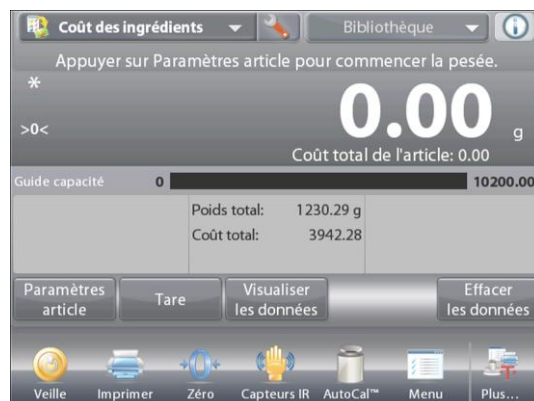 Coût des ingrédients Bibliothèque
Appuyer sur Paramètres article pour commencer la pesée.
*
>0<
0.00 g
Coût total de l'article: 0.00
Guide capacité 0 10200.00
Poids total: 1230.29 g
Coût total: 3942.28
Paramètres article
Tare
Visualiser les données
Effacer les données
Veille Imprimer Zéro Capteurs IR AutoCal™ Menu Plus...